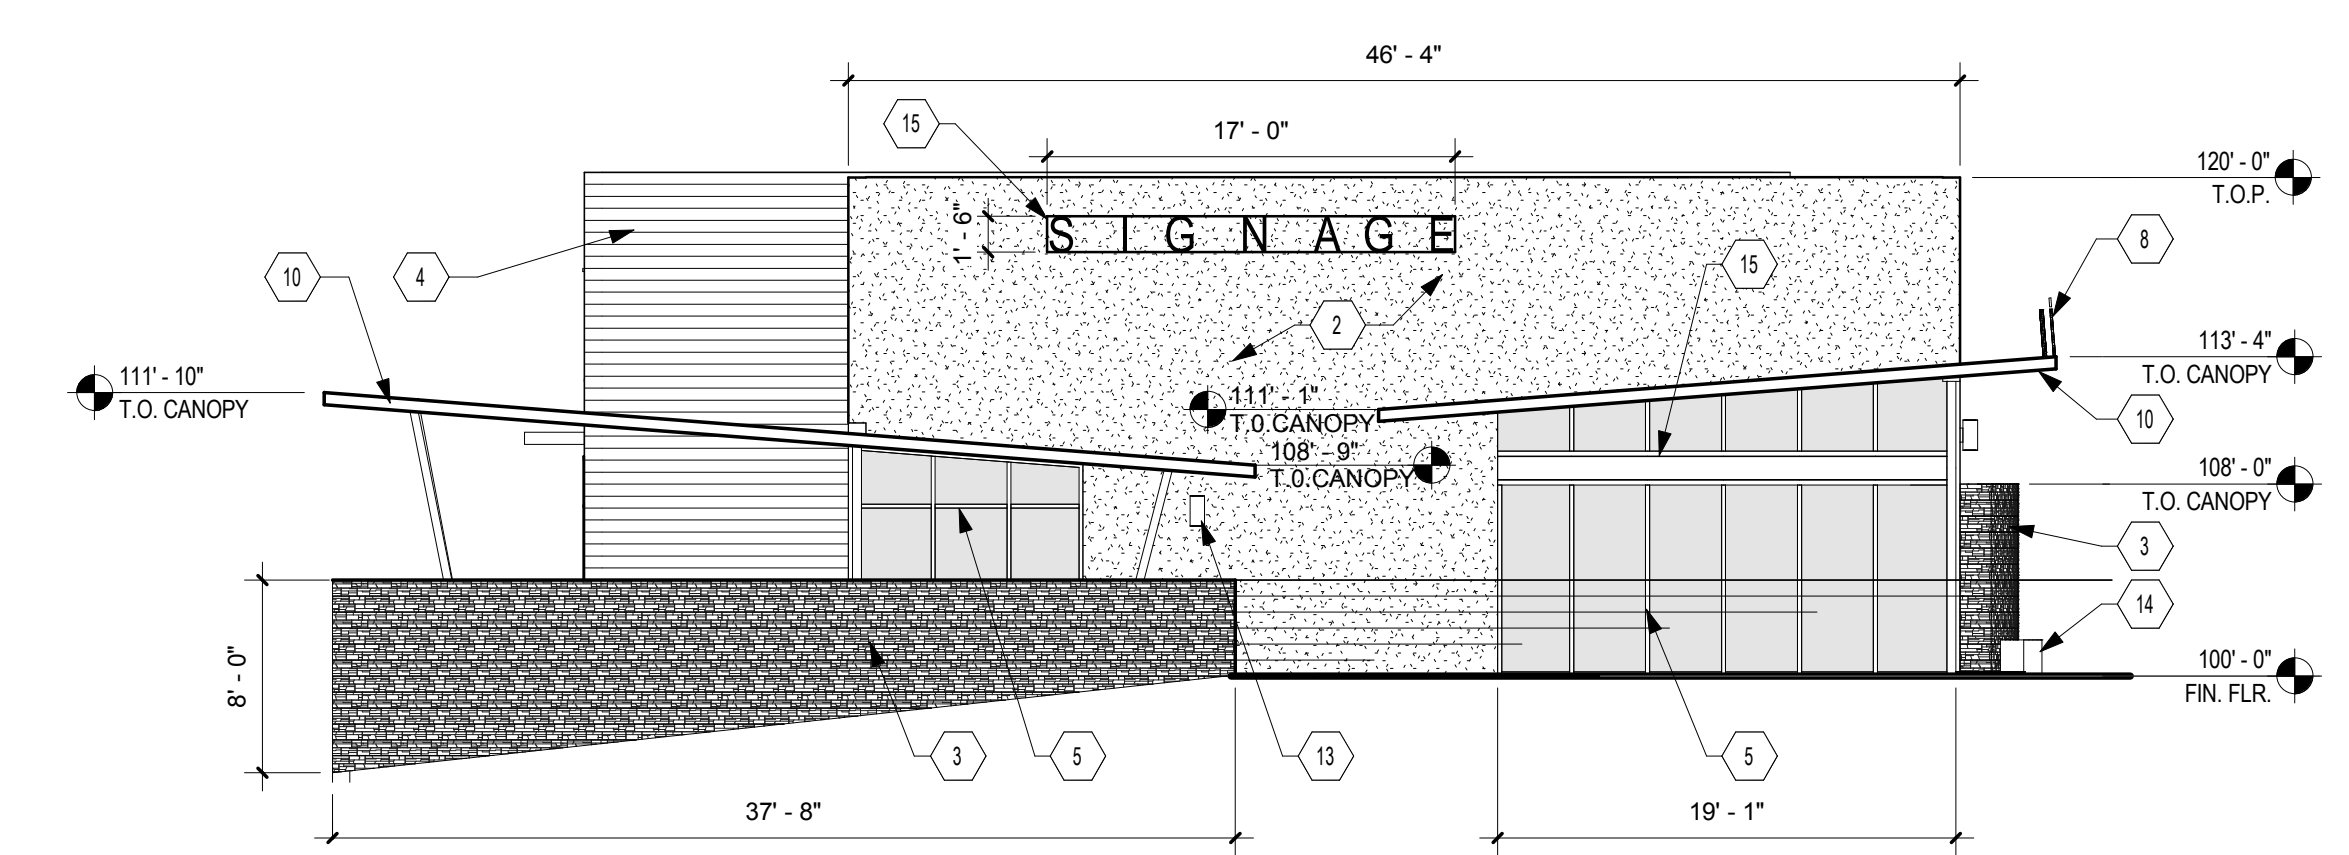 46' - 4"
15
17' - 0"
120' - 0"
T.O.P.
1' - 6"
S I G N A G E
8
10
4
15
2
113' - 4"
T.O. CANOPY
111' - 10"
T.O. CANOPY
111' - 1"
T.O.CANOPY
10
108' - 9"
T.O.CANOPY
108' - 0"
T.O. CANOPY
3
14
8' - 0"
100' - 0"
FIN. FLR.
3
5
13
5
37' - 8"
19' - 1"